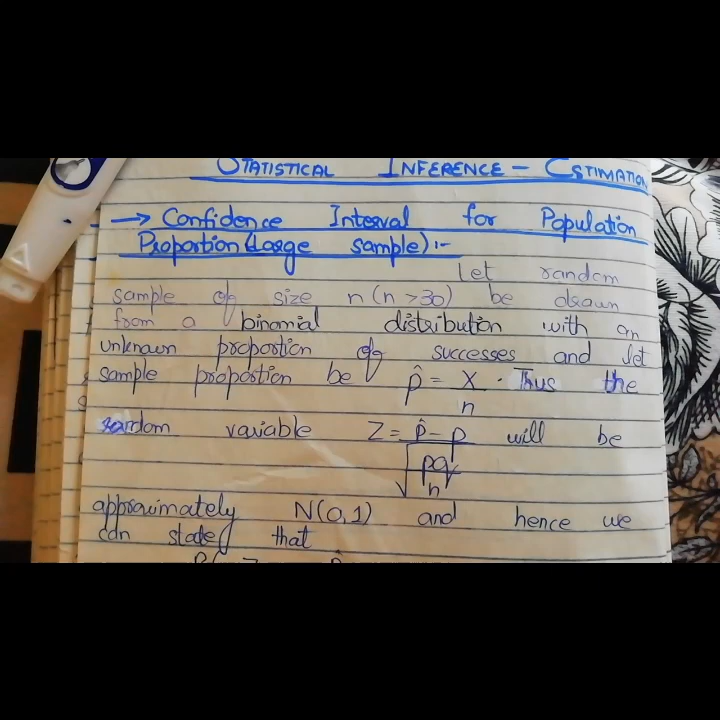 STATISTICAL INFERENCE - ESTIMATION
→ Confidence Interval for Population
Proportion (Large sample):-
Let random
sample of size n (n >30) be drawn
from a binomial distribution with an
unknown proportion of successes and let
sample proportion be p̂ = X/n . Thus the
random variable Z = (p̂ - p)/√(pq/n) will be
approximately N(0,1) and hence we
can state that